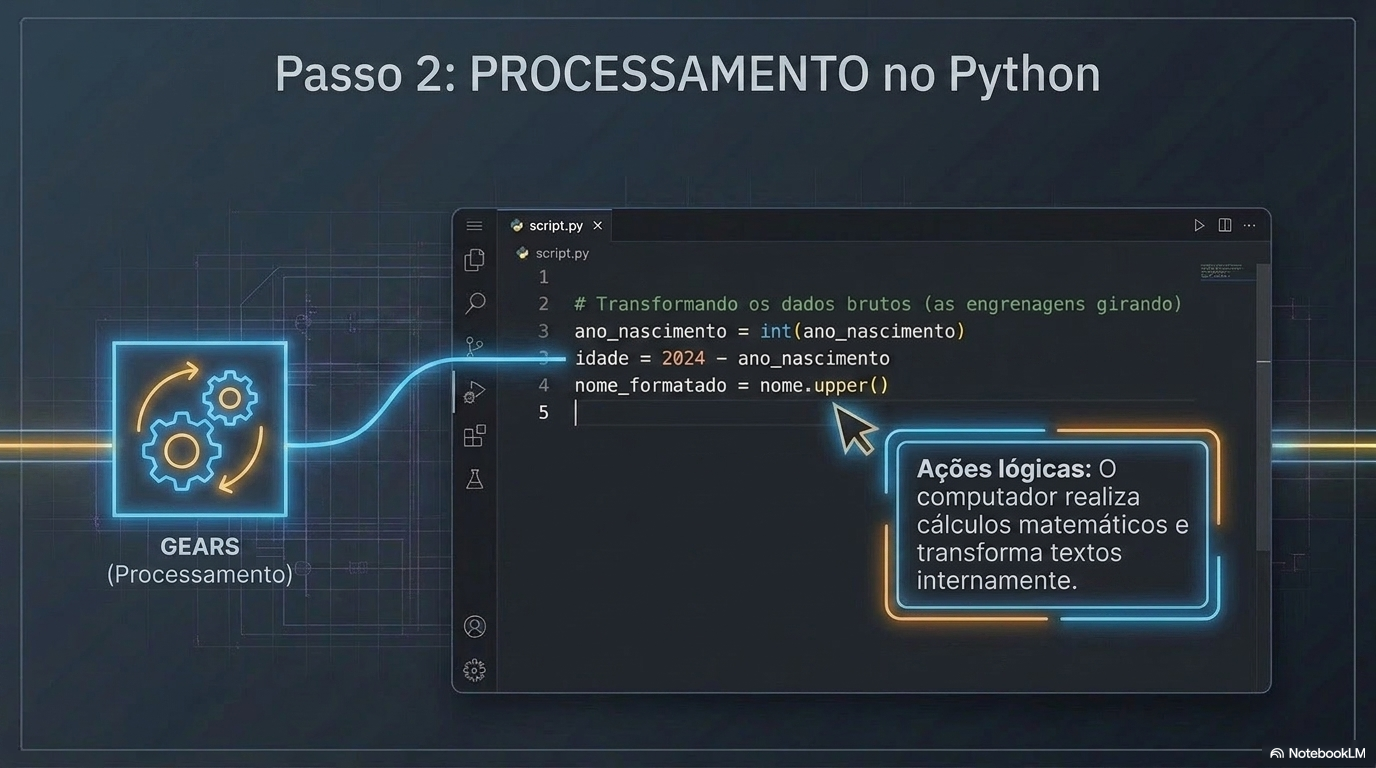 Passo 2: PROCESSAMENTO no Python
script.py
script.py
1
2 # Transformando os dados brutos (as engrenagens girando)
3 ano_nascimento = int(ano_nascimento)
3 idade = 2024 - ano_nascimento
4 nome_formatado = nome.upper()
5
Ações lógicas: O
computador realiza
cálculos matemáticos e
transforma textos
internamente.
GEARS
(Processamento)
NotebookLM